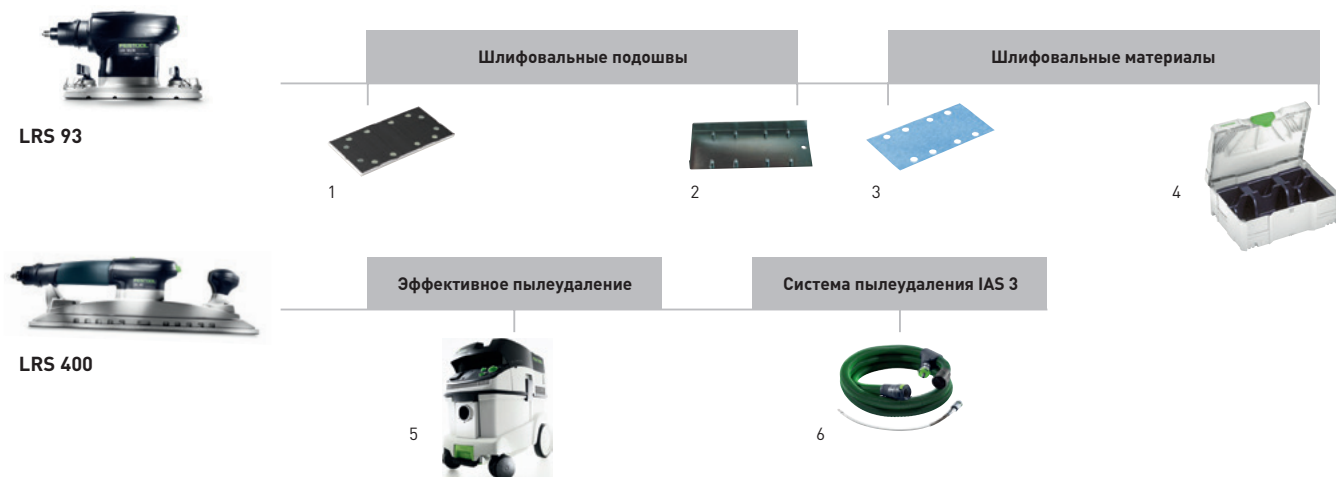 Шлифовальные подошвы
Шлифовальные материалы
FESTOOL
LRS 93
1
2
3
4
Эффективное пылеудаление
Система пылеудаления IAS 3
LRS 400
5
6